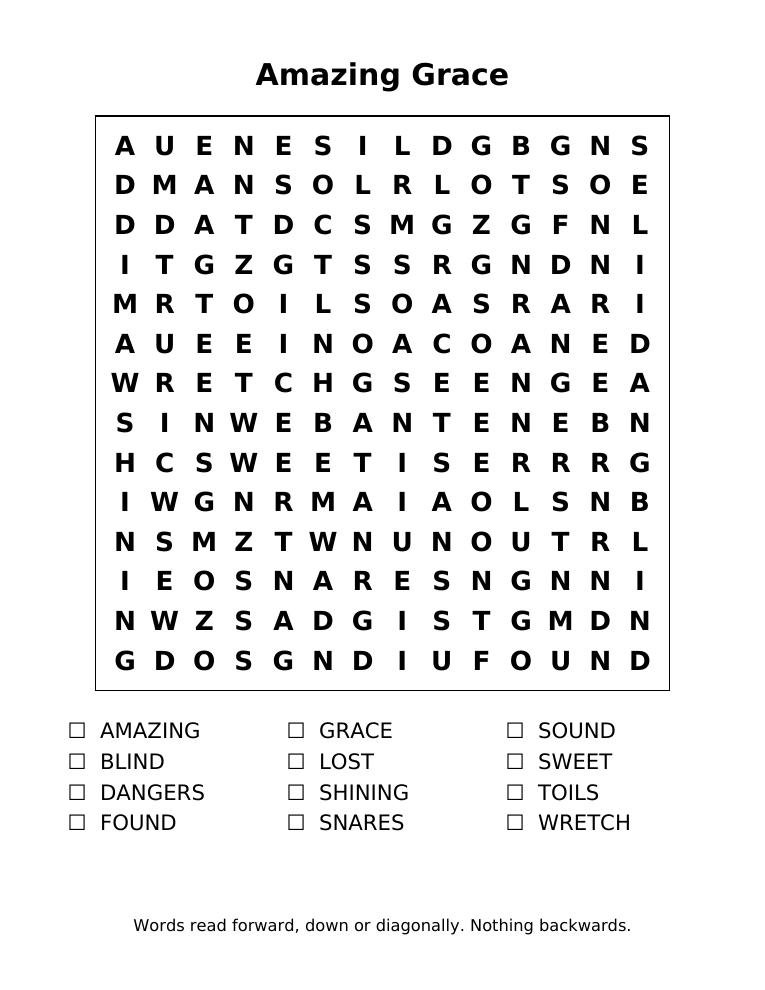 Amazing Grace
A U E N E S I L D G B G N S
D M A N S O L R L O T S O E
D D A T D C S M G Z G F N L
I T G Z G T S S R G N D N I
M R T O I L S O A S R A R I
A U E E I N O A C O A N E D
W R E T C H G S E E N G E A
S I N W E B A N T E N E B N
H C S W E E T I S E R R R G
I W G N R M A I A O L S N B
N S M Z T W N U N O U T R L
I E O S N A R E S N G N N I
N W Z S A D G I S T G M D N
G D O S G N D I U F O U N D
☐ AMAZING ☐ GRACE ☐ SOUND
☐ BLIND ☐ LOST ☐ SWEET
☐ DANGERS ☐ SHINING ☐ TOILS
☐ FOUND ☐ SNARES ☐ WRETCH
Words read forward, down or diagonally. Nothing backwards.